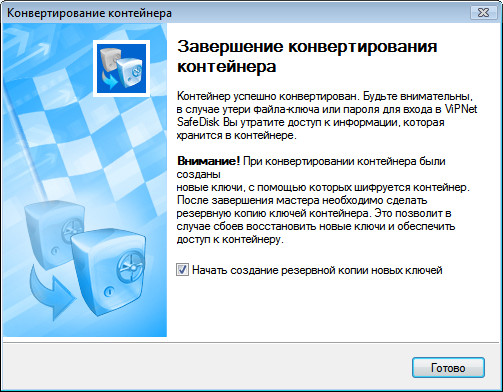 Конвертирование контейнера
Завершение конвертирования
контейнера
Контейнер успешно конвертирован. Будьте внимательны,
в случае утери файла-ключа или пароля для входа в ViPNet
SafeDisk Вы утратите доступ к информации, которая
хранится в контейнере.
Внимание! При конвертировании контейнера были
созданы
новые ключи, с помощью которых шифруется контейнер.
После завершения мастера необходимо сделать
резервную копию ключей контейнера. Это позволит в
случае сбоев восстановить новые ключи и обеспечить
доступ к контейнеру.
Начать создание резервной копии новых ключей
Готово